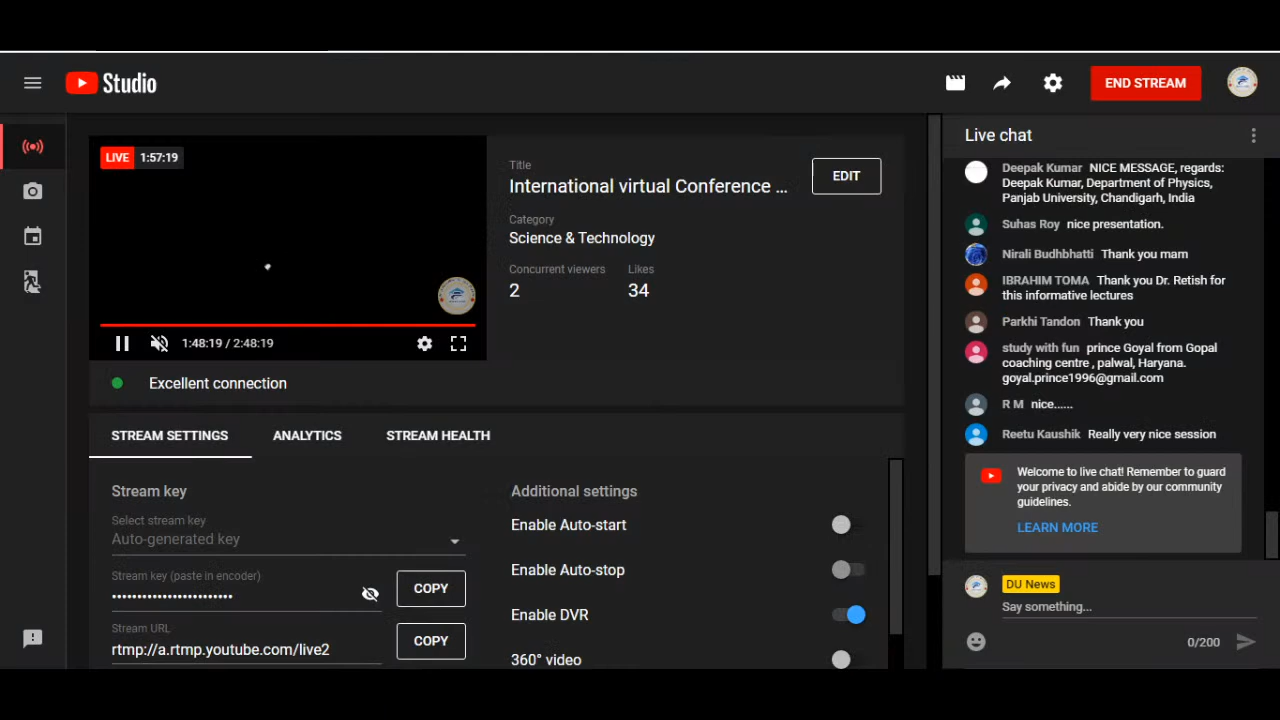 Studio
END STREAM
LIVE 1:57:19
1:48:19 / 2:48:19
Title
International virtual Conference ...
EDIT
Category
Science & Technology
Concurrent viewers
Likes
2
34
Excellent connection
STREAM SETTINGS
ANALYTICS
STREAM HEALTH
Stream key
Select stream key
Auto-generated key
Stream key (paste in encoder)
••••••••••••••••••••••••
COPY
Stream URL
rtmp://a.rtmp.youtube.com/live2
COPY
Additional settings
Enable Auto-start
Enable Auto-stop
Enable DVR
360° video
Live chat
Deepak Kumar NICE MESSAGE, regards:
Deepak Kumar, Department of Physics,
Panjab University, Chandigarh, India
Suhas Roy nice presentation.
Nirali Budhbhatti Thank you mam
IBRAHIM TOMA Thank you Dr. Retish for
this informative lectures
Parkhi Tandon Thank you
study with fun prince Goyal from Gopal
coaching centre , palwal, Haryana.
goyal.prince1996@gmail.com
R M nice......
Reetu Kaushik Really very nice session
Welcome to live chat! Remember to guard
your privacy and abide by our community
guidelines.
LEARN MORE
DU News
Say something...
0/200